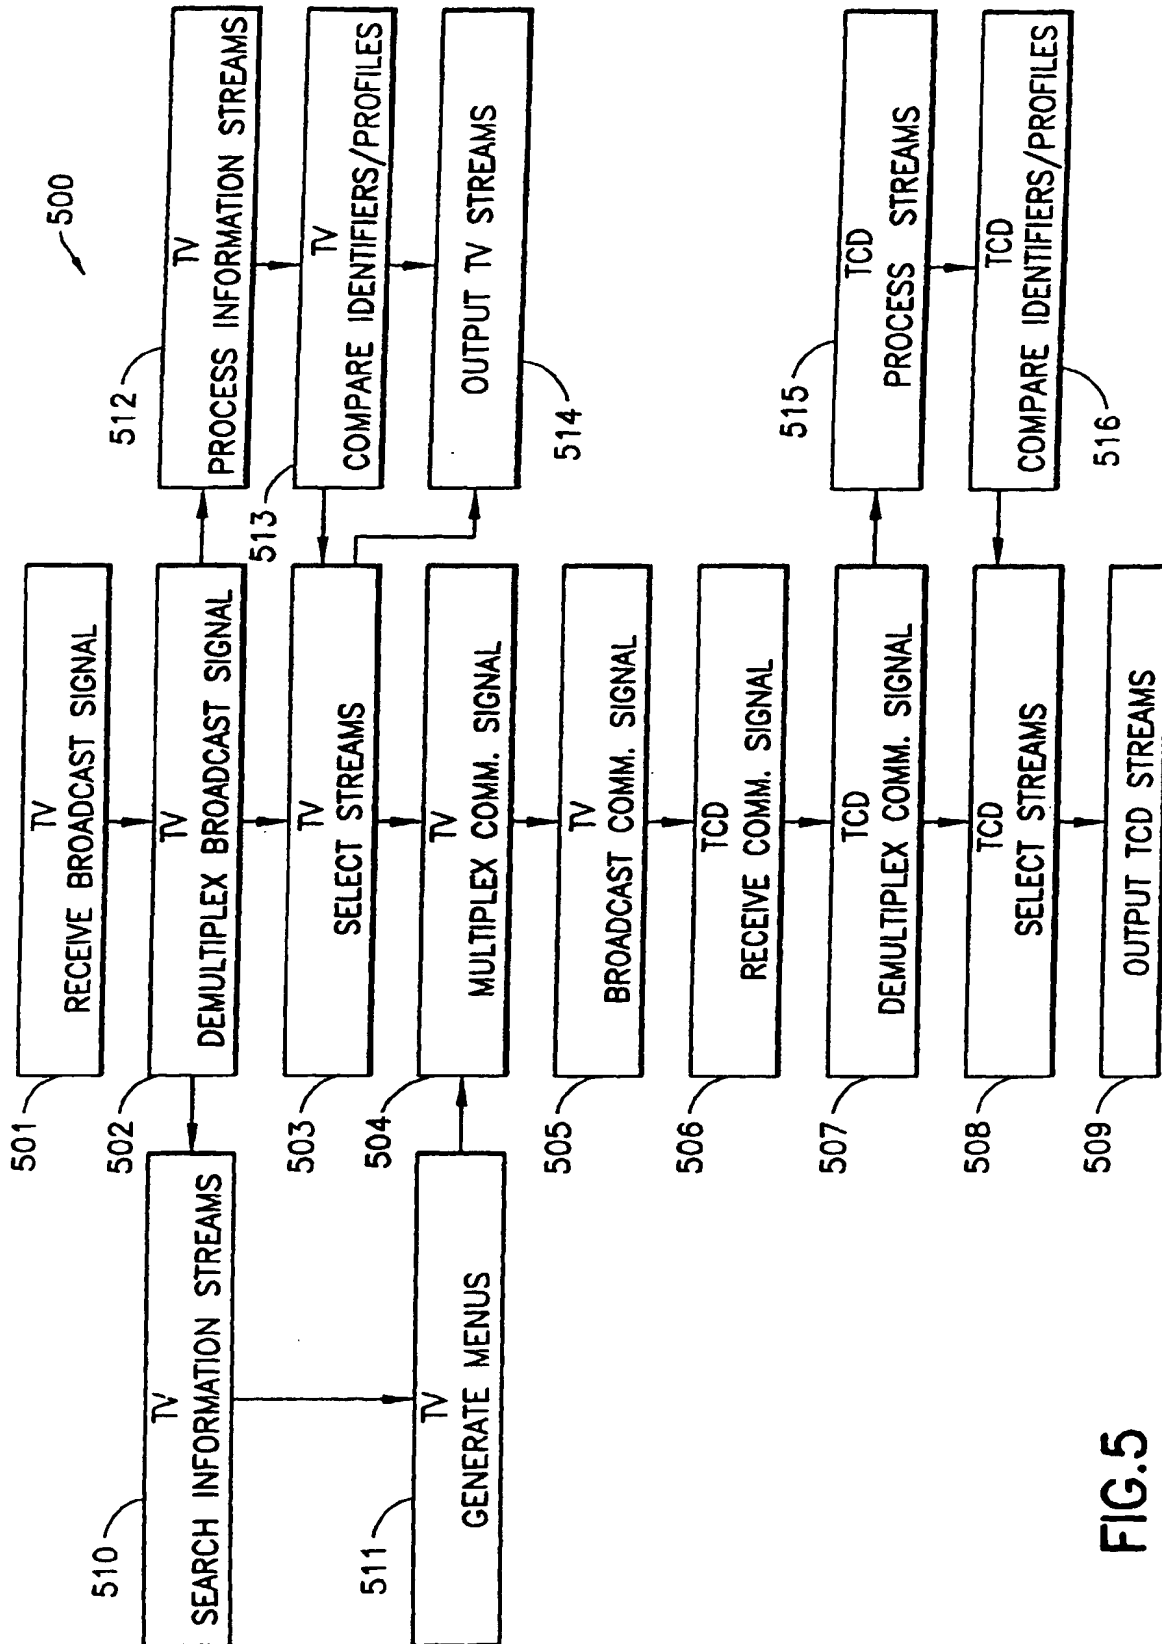 500
501
TV
RECEIVE BROADCAST SIGNAL
502
TV
DEMULTIPLEX BROADCAST SIGNAL
503
TV
SELECT STREAMS
504
TV
MULTIPLEX COMM. SIGNAL
505
TV
BROADCAST COMM. SIGNAL
506
TCD
RECEIVE COMM. SIGNAL
507
TCD
DEMULTIPLEX COMM. SIGNAL
508
TCD
SELECT STREAMS
509
OUTPUT TCD STREAMS
510
TV
SEARCH INFORMATION STREAMS
511
TV
GENERATE MENUS
512
TV
PROCESS INFORMATION STREAMS
513
TV
COMPARE IDENTIFIERS/PROFILES
514
OUTPUT TV STREAMS
515
TCD
PROCESS STREAMS
516
TCD
COMPARE IDENTIFIERS/PROFILES
FIG.5